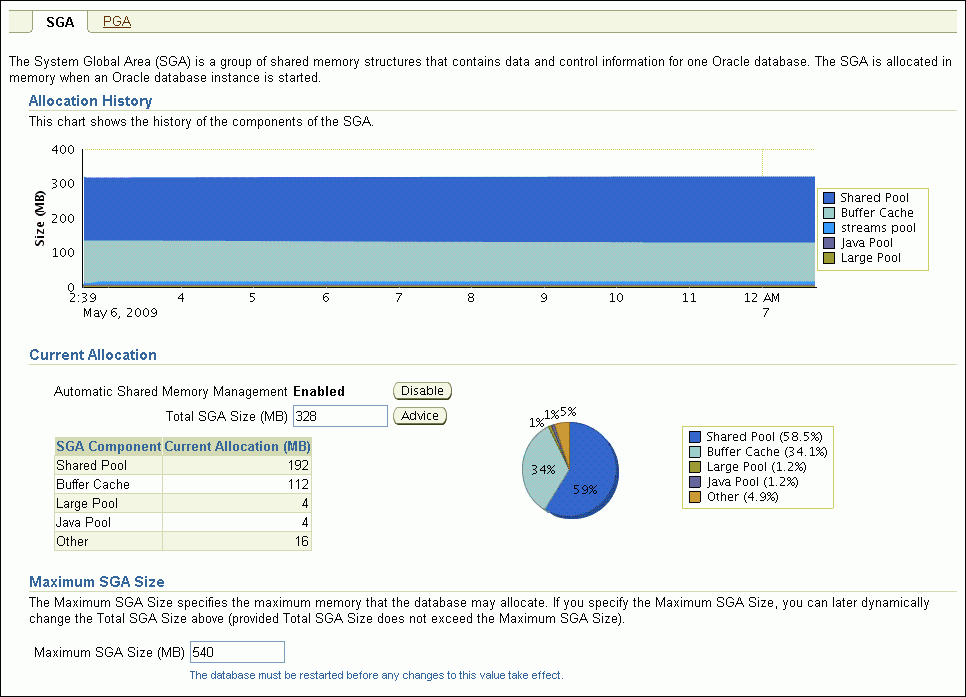 SGA PGA
The System Global Area (SGA) is a group of shared memory structures that contains data and control information for one Oracle database. The SGA is allocated in
memory when an Oracle database instance is started.
Allocation History
This chart shows the history of the components of the SGA.
400
300
200
100
0
Size (MB)
2:39 4 5 6 7 8 9 10 11 12 AM
May 6, 2009 7
Shared Pool
Buffer Cache
streams pool
Java Pool
Large Pool
Current Allocation
Automatic Shared Memory Management Enabled Disable
Total SGA Size (MB) 328 Advice
SGA Component Current Allocation (MB)
Shared Pool 192
Buffer Cache 112
Large Pool 4
Java Pool 4
Other 16
1% 1% 5%
34%
59%
Shared Pool (58.5%)
Buffer Cache (34.1%)
Large Pool (1.2%)
Java Pool (1.2%)
Other (4.9%)
Maximum SGA Size
The Maximum SGA Size specifies the maximum memory that the database may allocate. If you specify the Maximum SGA Size, you can later dynamically
change the Total SGA Size above (provided Total SGA Size does not exceed the Maximum SGA Size).
Maximum SGA Size (MB) 540
The database must be restarted before any changes to this value take effect.